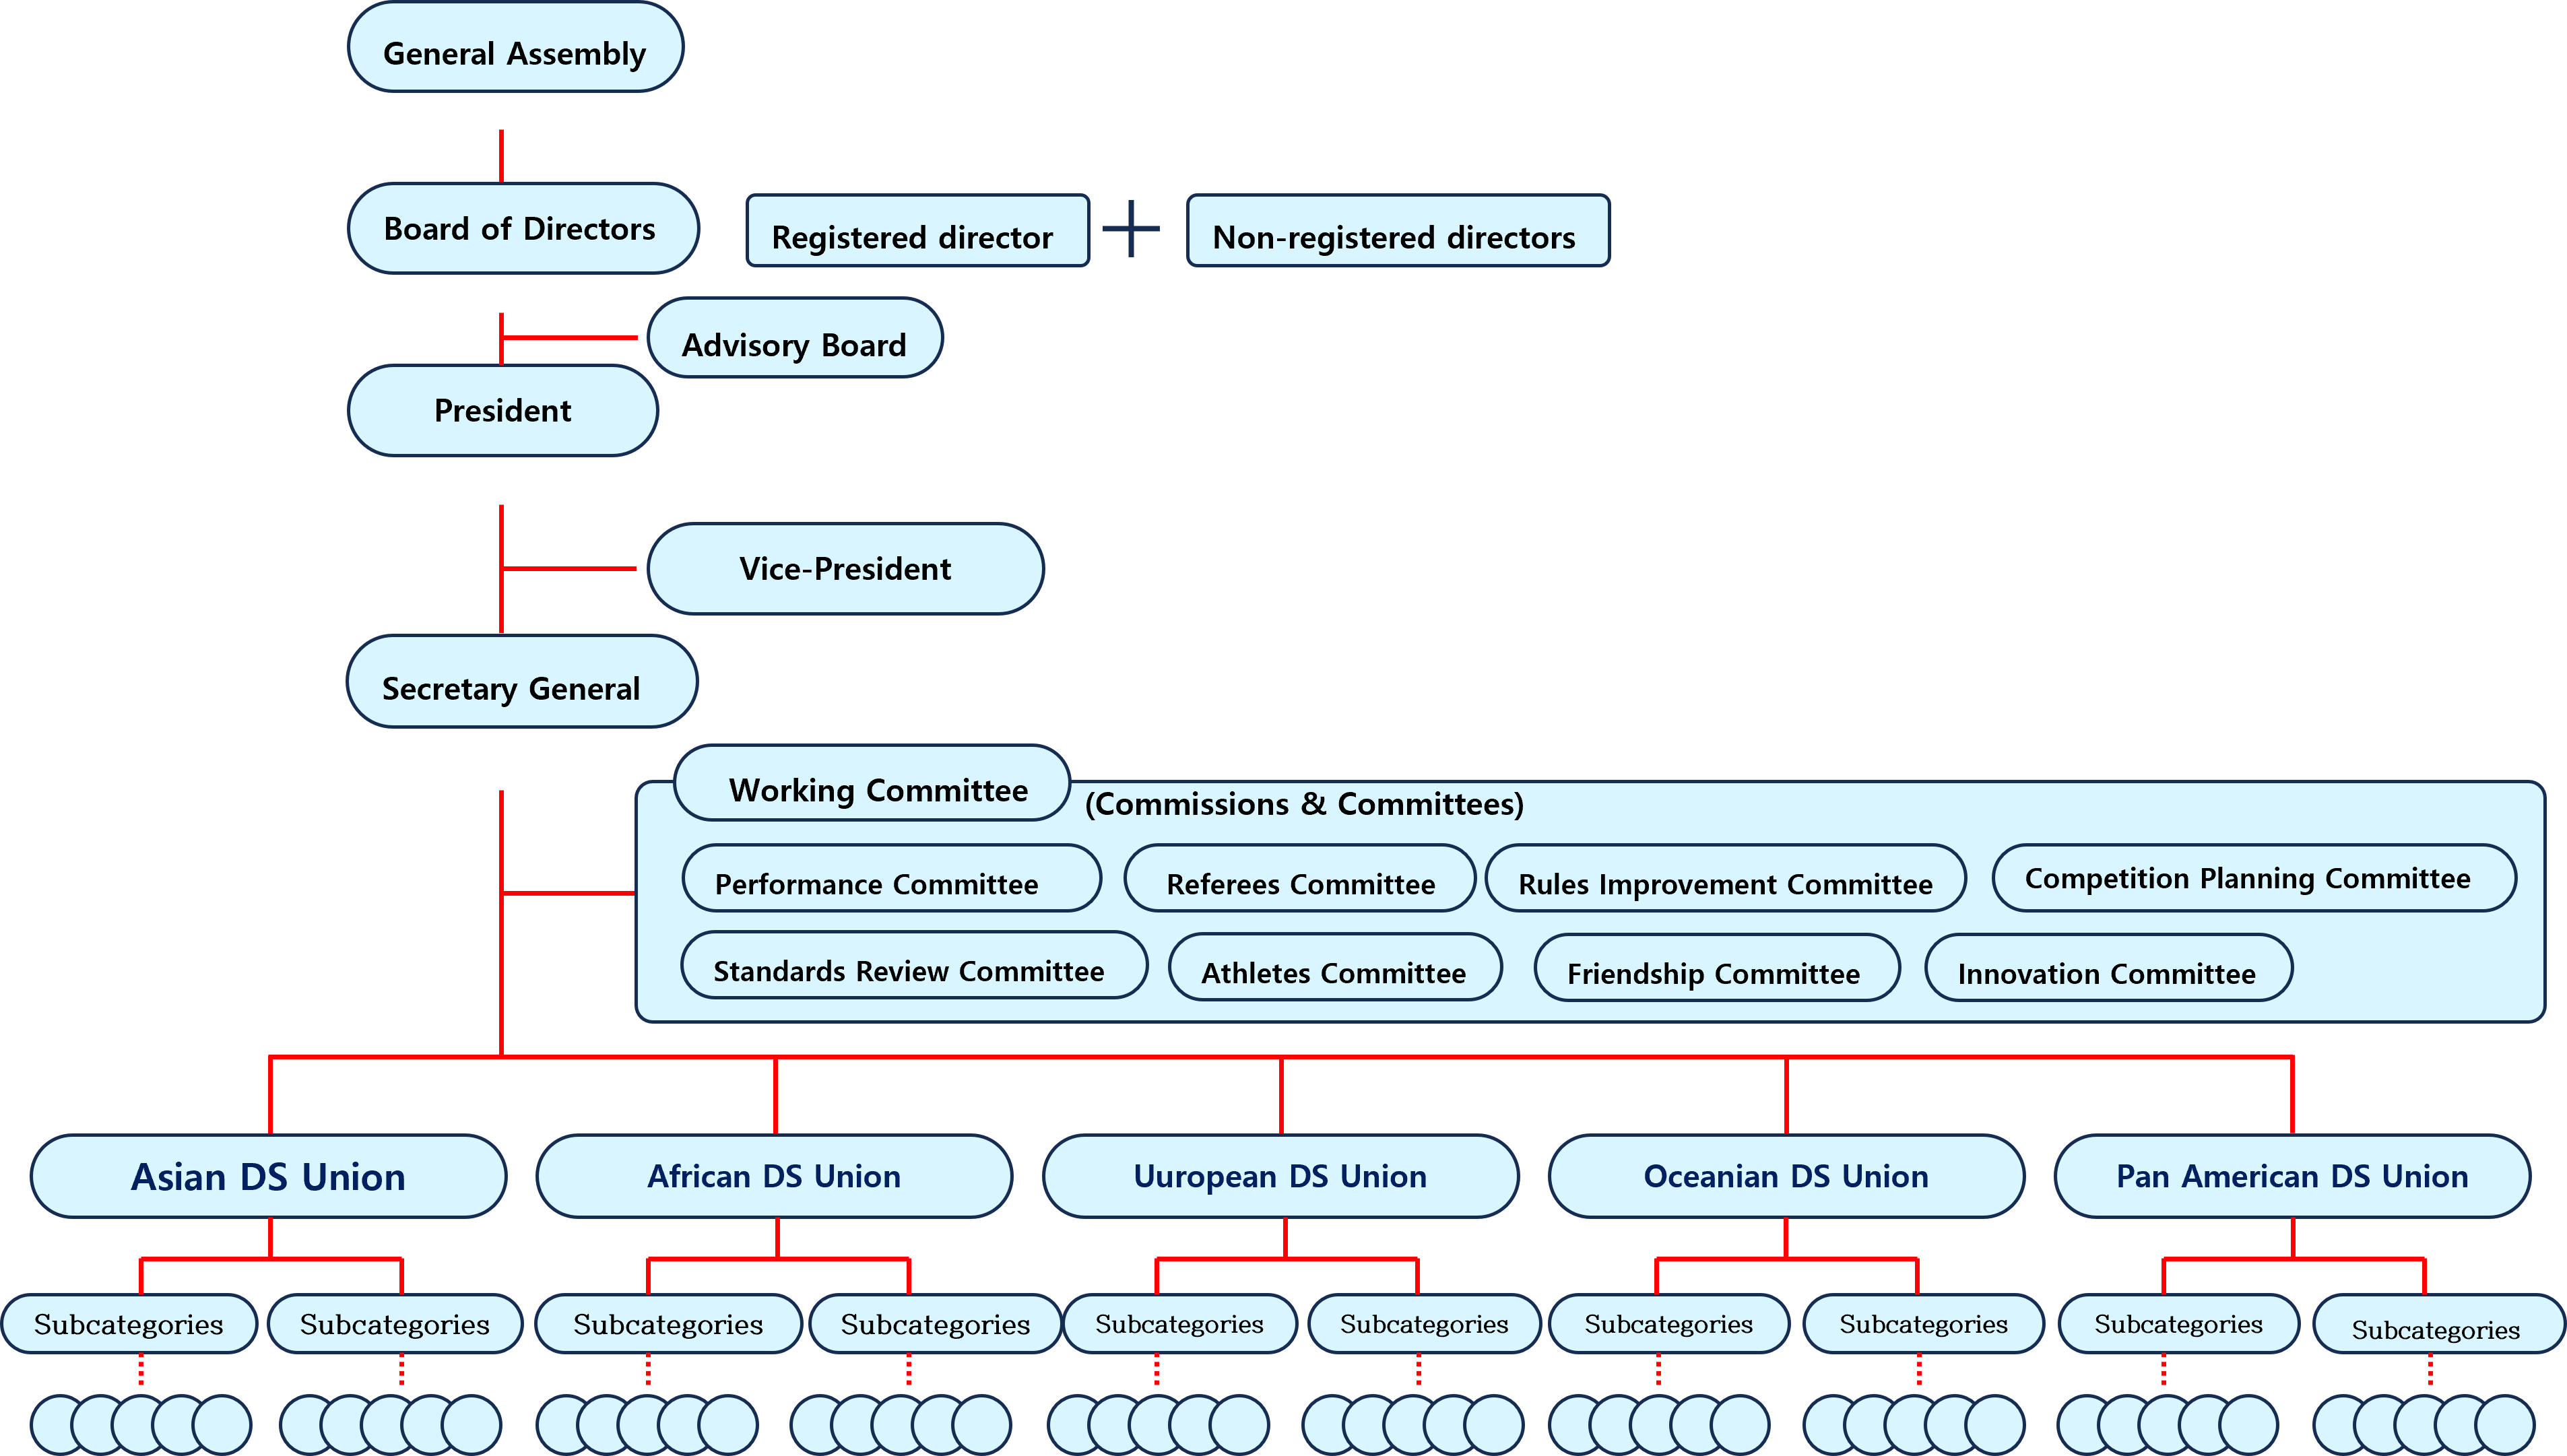 General Assembly
Board of Directors
Registered director
Non-registered directors
Advisory Board
President
Vice-President
Secretary General
Working Committee
(Commissions & Committees)
Performance Committee
Referees Committee
Rules Improvement Committee
Competition Planning Committee
Standards Review Committee
Athletes Committee
Friendship Committee
Innovation Committee
Asian DS Union
African DS Union
Uuropean DS Union
Oceanian DS Union
Pan American DS Union
Subcategories
Subcategories
Subcategories
Subcategories
Subcategories
Subcategories
Subcategories
Subcategories
Subcategories
Subcategories